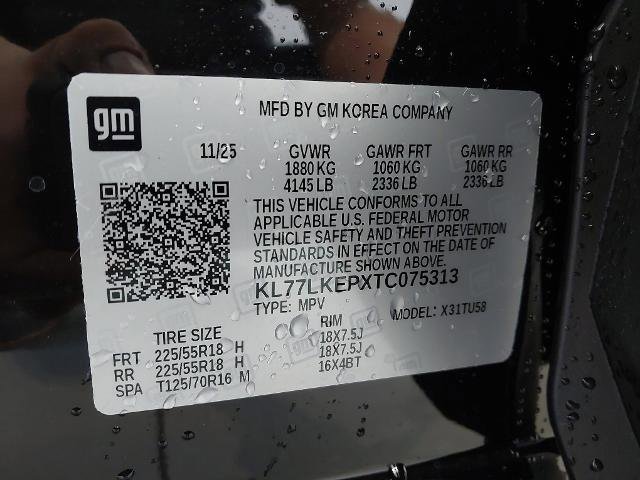 gm
MFD BY GM KOREA COMPANY
11/25 GVWR GAWR FRT GAWR RR
1880 KG 1060 KG 1060 KG
4145 LB 2336 LB 2336 LB
THIS VEHICLE CONFORMS TO ALL
APPLICABLE U.S. FEDERAL MOTOR
VEHICLE SAFETY AND THEFT PREVENTION
STANDARDS IN EFFECT ON THE DATE OF
MANUFACTURE SHOWN ABOVE.
KL77LKEPXTC075313
TYPE: MPV MODEL: X31TU58
TIRE SIZE RIM
FRT 225/55R18 H 18X7.5J
RR 225/55R18 H 18X7.5J
SPA T125/70R16 M 16X4BT